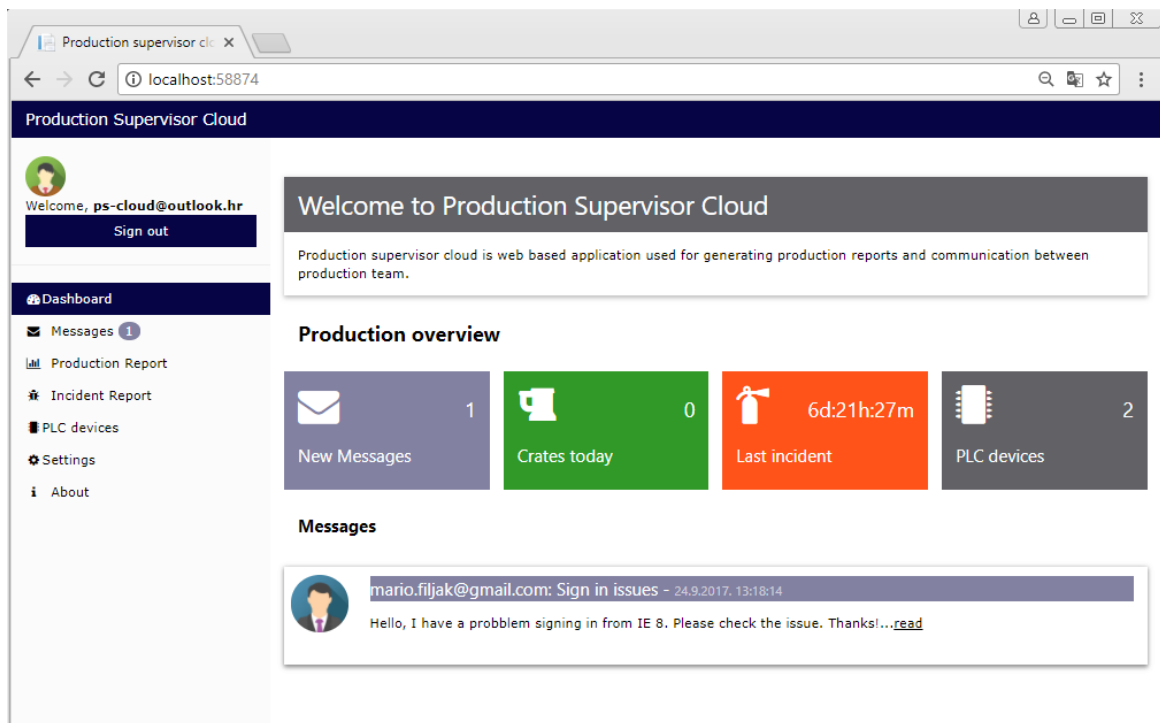 Production supervisor clc
localhost:58874
Production Supervisor Cloud
Welcome, ps-cloud@outlook.hr
Sign out
Dashboard
Messages 1
Production Report
Incident Report
PLC devices
Settings
About
Welcome to Production Supervisor Cloud
Production supervisor cloud is web based application used for generating production reports and communication between
production team.
Production overview
1
New Messages
0
Crates today
6d:21h:27m
Last incident
2
PLC devices
Messages
mario.filjak@gmail.com: Sign in issues - 24.9.2017. 13:18:14
Hello, I have a probblem signing in from IE 8. Please check the issue. Thanks!...read